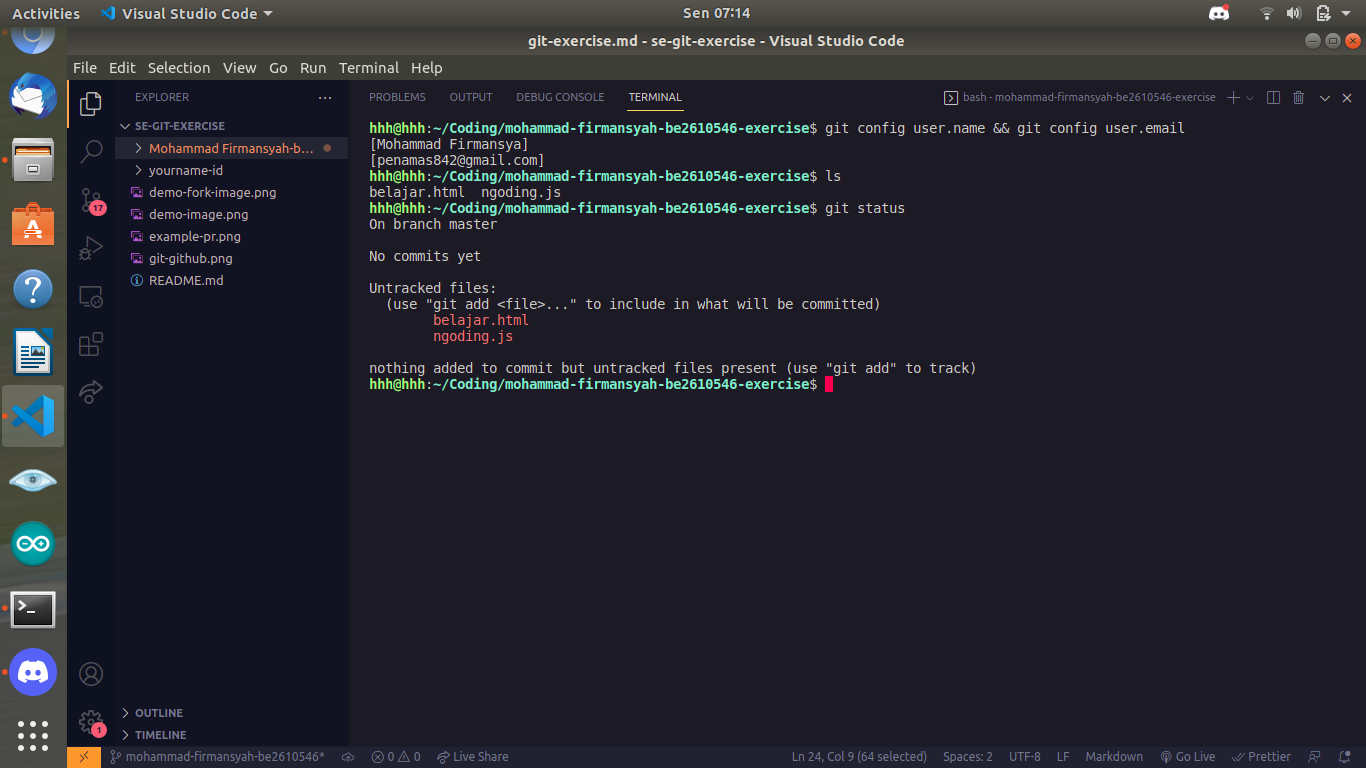 Activities
Visual Studio Code
Sen 07:14
git-exercise.md - se-git-exercise - Visual Studio Code
File Edit Selection View Go Run Terminal Help
EXPLORER
SE-GIT-EXERCISE
Mohammad Firmansyah-b...
yourname-id
demo-fork-image.png
demo-image.png
example-pr.png
git-github.png
README.md
17
OUTLINE
TIMELINE
1
PROBLEMS OUTPUT DEBUG CONSOLE TERMINAL
bash - mohammad-firmansyah-be2610546-exercise
hhh@hhh:~/Coding/mohammad-firmansyah-be2610546-exercise$ git config user.name && git config user.email
[Mohammad Firmansya]
[penamas842@gmail.com]
hhh@hhh:~/Coding/mohammad-firmansyah-be2610546-exercise$ ls
belajar.html  ngoding.js
hhh@hhh:~/Coding/mohammad-firmansyah-be2610546-exercise$ git status
On branch master
No commits yet
Untracked files:
  (use "git add <file>..." to include in what will be committed)
        belajar.html
        ngoding.js
nothing added to commit but untracked files present (use "git add" to track)
hhh@hhh:~/Coding/mohammad-firmansyah-be2610546-exercise$
mohammad-firmansyah-be2610546* 0 0 Live Share Ln 24, Col 9 (64 selected) Spaces: 2 UTF-8 LF Markdown Go Live Prettier